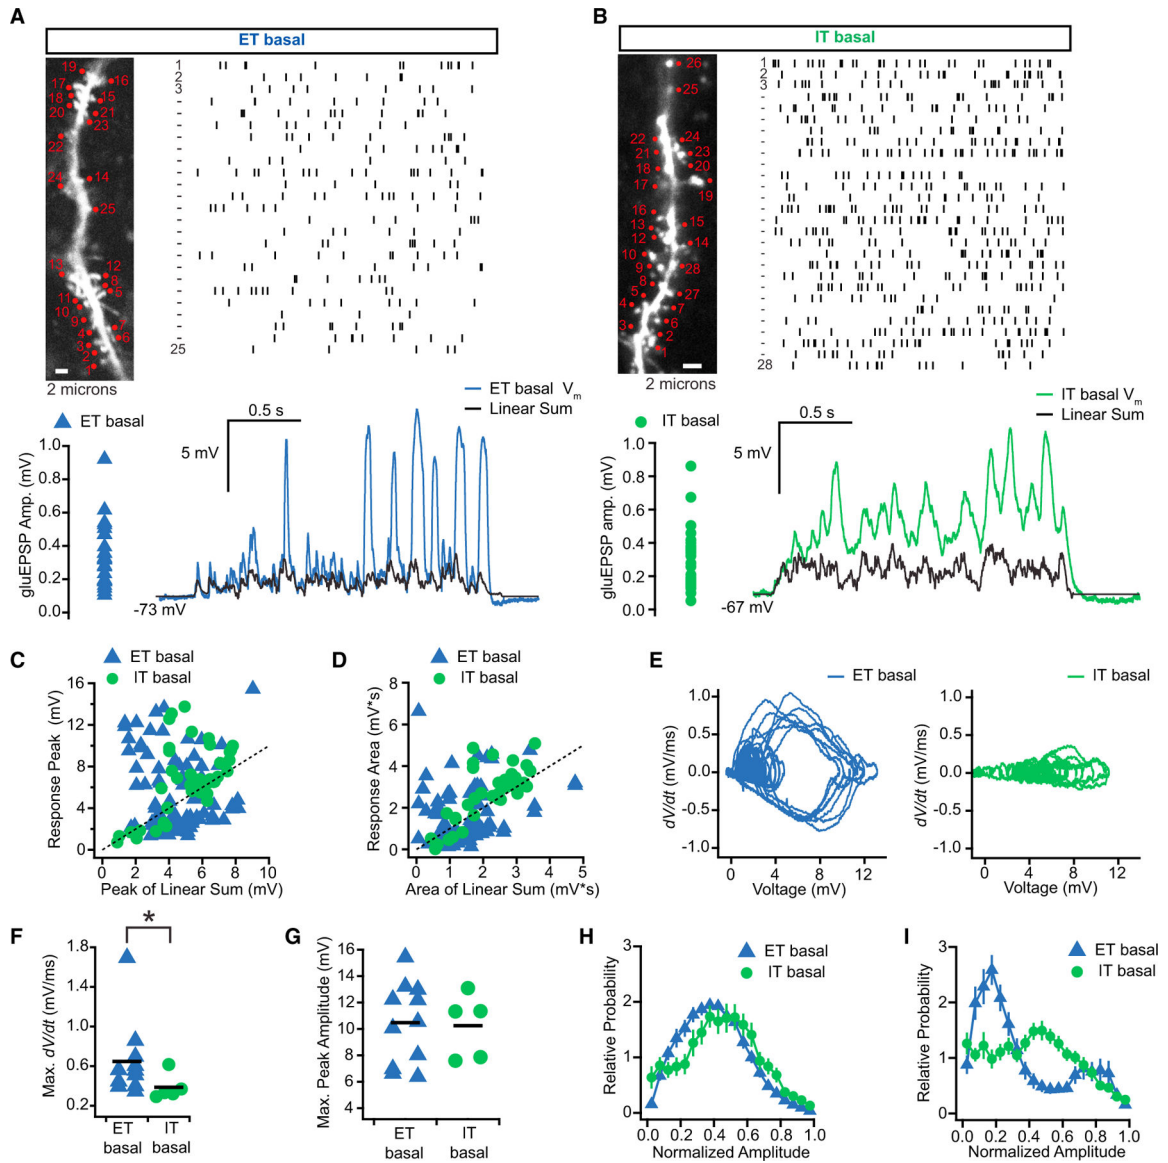 A
ET basal
19
17
18
20
16
15
21
23
22
24
14
25
13
12
8
5
11
10
9
4
3
2
1
7
6
2 microns
1
2
3
25
B
IT basal
26
25
22
21
18
17
24
23
20
19
16
13
12
10
9
8
5
4
3
15
14
28
27
7
6
2
1
2 microns
1
2
3
28
ET basal
gluEPSP Amp. (mV)
1.0
0.8
0.6
0.4
0.2
0.0
0.5 s
5 mV
ET basal Vm
Linear Sum
-73 mV
IT basal
gluEPSP amp. (mV)
1.0
0.8
0.6
0.4
0.2
0.0
0.5 s
5 mV
IT basal Vm
Linear Sum
-67 mV
C
ET basal
IT basal
Response Peak (mV)
16
12
8
4
0
0 2 4 6 8 10
Peak of Linear Sum (mV)
D
ET basal
IT basal
Response Area (mV*s)
8
6
4
2
0
0 1 2 3 4 5
Area of Linear Sum (mV*s)
E
ET basal
dV/dt (mV/ms)
1.0
0.5
0.0
-0.5
-1.0
0 4 8 12
Voltage (mV)
IT basal
dV/dt (mV/ms)
1.0
0.5
0.0
-0.5
-1.0
0 4 8 12
Voltage (mV)
F
*
Max. dV/dt (mV/ms)
1.8
1.4
1.0
0.6
0.2
ET basal
IT basal
G
Max. Peak Amplitude (mV)
16
14
12
10
8
6
4
ET basal
IT basal
H
ET basal
IT basal
Relative Probability
3
2
1
0
0.0 0.2 0.4 0.6 0.8 1.0
Normalized Amplitude
I
ET basal
IT basal
Relative Probability
3
2
1
0
0.0 0.2 0.4 0.6 0.8 1.0
Normalized Amplitude